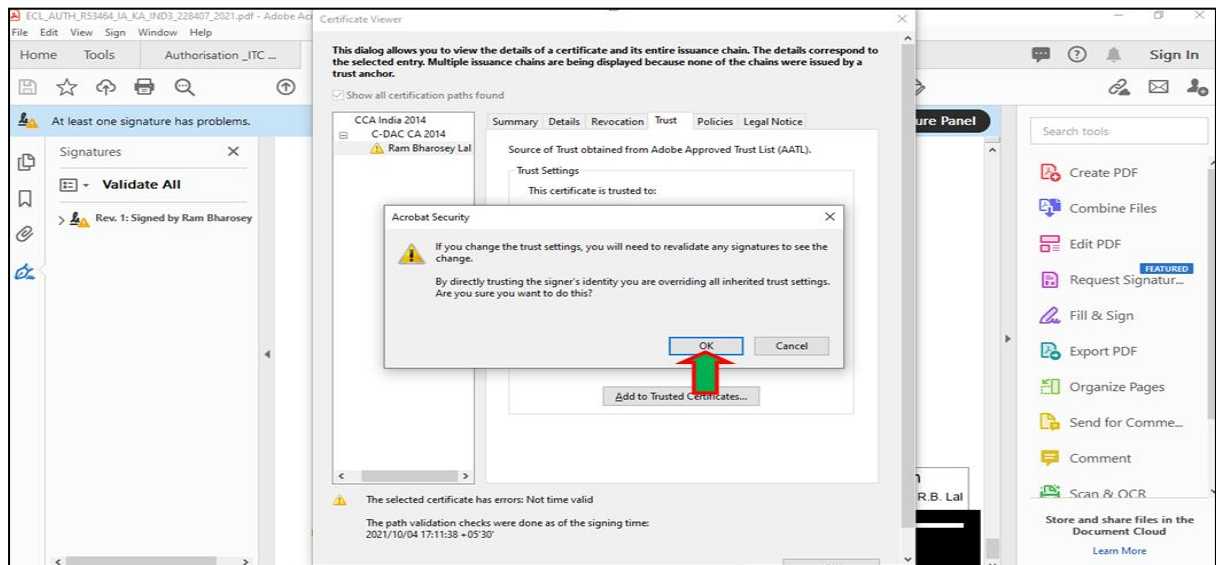 ECL_AUTH_R53464_IA_KA_IND3_228407_2021.pdf - Adobe Acr
File Edit View Sign Window Help
Home Tools Authorisation _ITC ...
Sign In
At least one signature has problems.
ure Panel
Signatures
Validate All
Rev. 1: Signed by Ram Bharosey
Certificate Viewer
This dialog allows you to view the details of a certificate and its entire issuance chain. The details correspond to
the selected entry. Multiple issuance chains are being displayed because none of the chains were issued by a
trust anchor.
Show all certification paths found
CCA India 2014
C-DAC CA 2014
Ram Bharosey Lal
Summary Details Revocation Trust Policies Legal Notice
Source of Trust obtained from Adobe Approved Trust List (AATL).
Trust Settings
This certificate is trusted to:
Acrobat Security
If you change the trust settings, you will need to revalidate any signatures to see the
change.
By directly trusting the signer's identity you are overriding all inherited trust settings.
Are you sure you want to do this?
OK Cancel
Add to Trusted Certificates...
The selected certificate has errors: Not time valid
The path validation checks were done as of the signing time:
2021/10/04 17:11:38 +05'30'
R.B. Lal
Search tools
Create PDF
Combine Files
Edit PDF
FEATURED
Request Signatur...
Fill & Sign
Export PDF
Organize Pages
Send for Comme...
Comment
Scan & OCR
Store and share files in the
Document Cloud
Learn More